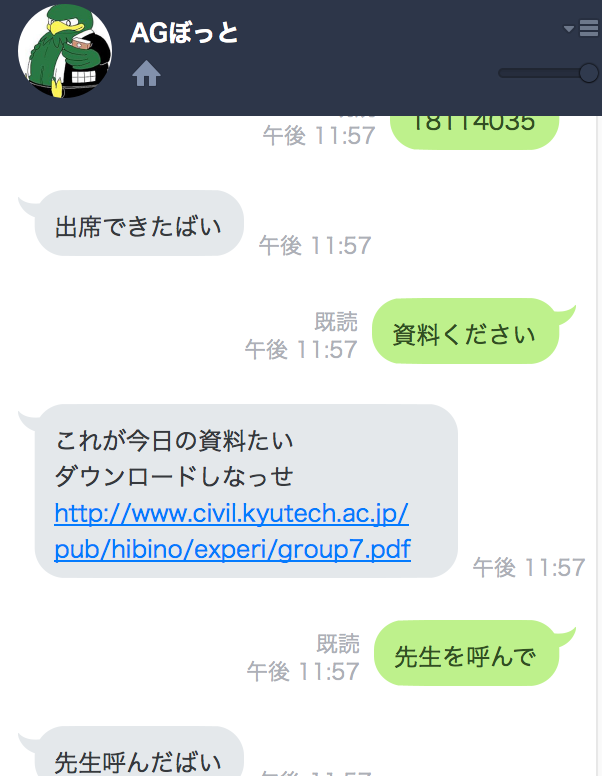 AGぼっと
午後 11:57
18114035
出席できたばい
午後 11:57
既読
午後 11:57
資料ください
これが今日の資料たい
ダウンロードしなっせ
http://www.civil.kyutech.ac.jp/
pub/hibino/experi/group7.pdf
午後 11:57
既読
午後 11:57
先生を呼んで
先生呼んだばい
午後 11:57